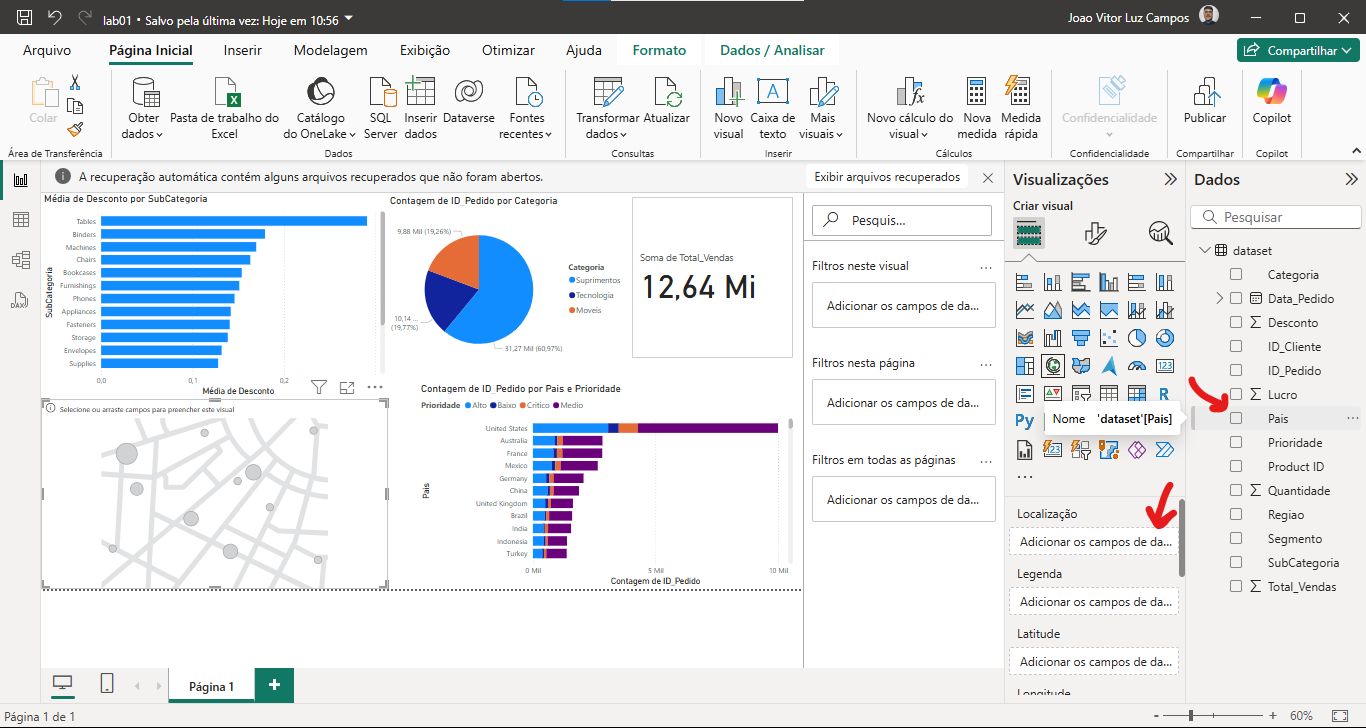 lab01 • Salvo pela última vez: Hoje em 10:56
Joao Vitor Luz Campos
Arquivo
Página Inicial
Inserir
Modelagem
Exibição
Otimizar
Ajuda
Formato
Dados / Analisar
Compartilhar
Colar
Obter
dados
Pasta de trabalho do
Excel
Catálogo
do OneLake
SQL
Server
Inserir
dados
Dataverse
Fontes
recentes
Transformar
dados
Atualizar
Novo
visual
Caixa de
texto
Mais
visuais
Novo cálculo do
visual
Nova
medida
Medida
rápida
Confidencialidade
Publicar
Copilot
Área de Transferência
Dados
Consultas
Inserir
Cálculos
Confidencialidade
Compartilhar
Copilot
A recuperação automática contém alguns arquivos recuperados que não foram abertos.
Exibir arquivos recuperados
Média de Desconto por SubCategoria
SubCategoria
Tables
Binders
Machines
Chairs
Bookcases
Furnishings
Phones
Appliances
Fasteners
Storage
Envelopes
Supplies
0,0
0,1
0,2
Média de Desconto
Contagem de ID_Pedido por Categoria
9,88 Mil (19,26%)
10,14 ...
(19,77%)
31,27 Mil (60,97%)
Categoria
Suprimentos
Tecnologia
Moveis
Soma de Total_Vendas
12,64 Mi
Selecione ou arraste campos para preencher este visual
Contagem de ID_Pedido por Pais e Prioridade
Prioridade
Alto
Baixo
Critico
Medio
Pais
United States
Australia
France
Mexico
Germany
China
United Kingdom
Brazil
India
Indonesia
Turkey
0 Mil
5 Mil
10 Mil
Contagem de ID_Pedido
Pesquis...
Filtros neste visual
...
Adicionar os campos de da...
Filtros nesta página
...
Adicionar os campos de da...
Filtros em todas as páginas
...
Adicionar os campos de da...
Visualizações
Criar visual
123
R
Py
Nome 'dataset'[Pais]
123
...
Localização
Adicionar os campos de da...
Legenda
Adicionar os campos de da...
Latitude
Adicionar os campos de da...
Longitude
Dados
Pesquisar
dataset
Categoria
Data_Pedido
Desconto
ID_Cliente
ID_Pedido
Lucro
Pais
Prioridade
Product ID
Quantidade
Regiao
Segmento
SubCategoria
Total_Vendas
Página 1
Página 1 de 1
60%